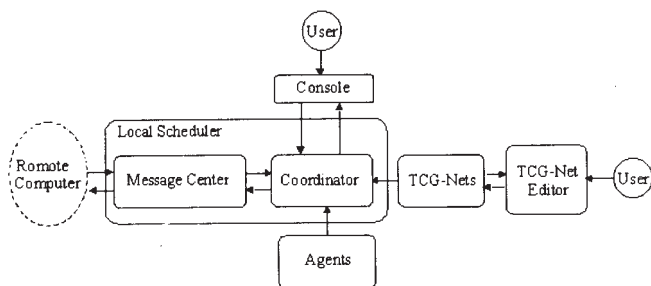 User
Console
Local Scheduler
Romote
Computer
Message Center
Coordinator
TCG-Nets
TCG-Net
Editor
User
Agents